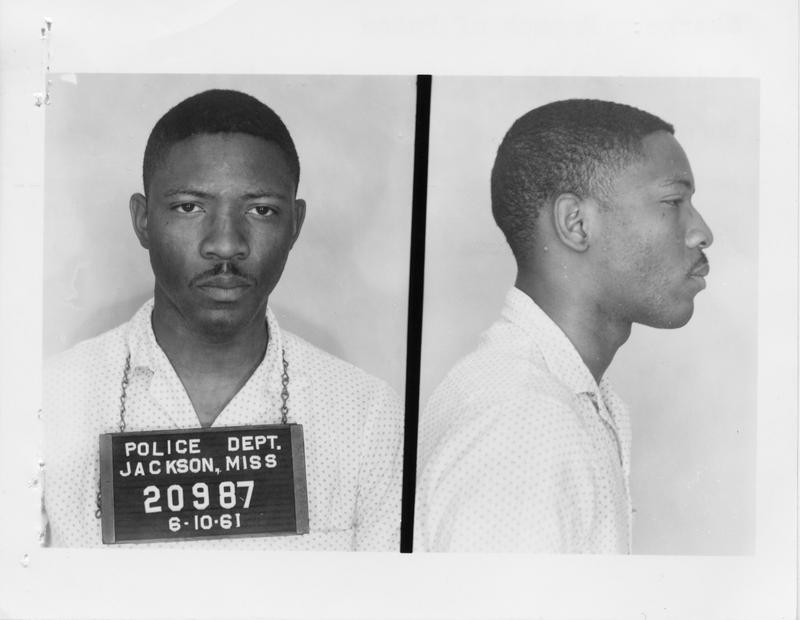 POLICE DEPT.
JACKSON, MISS
20987
6-10-61